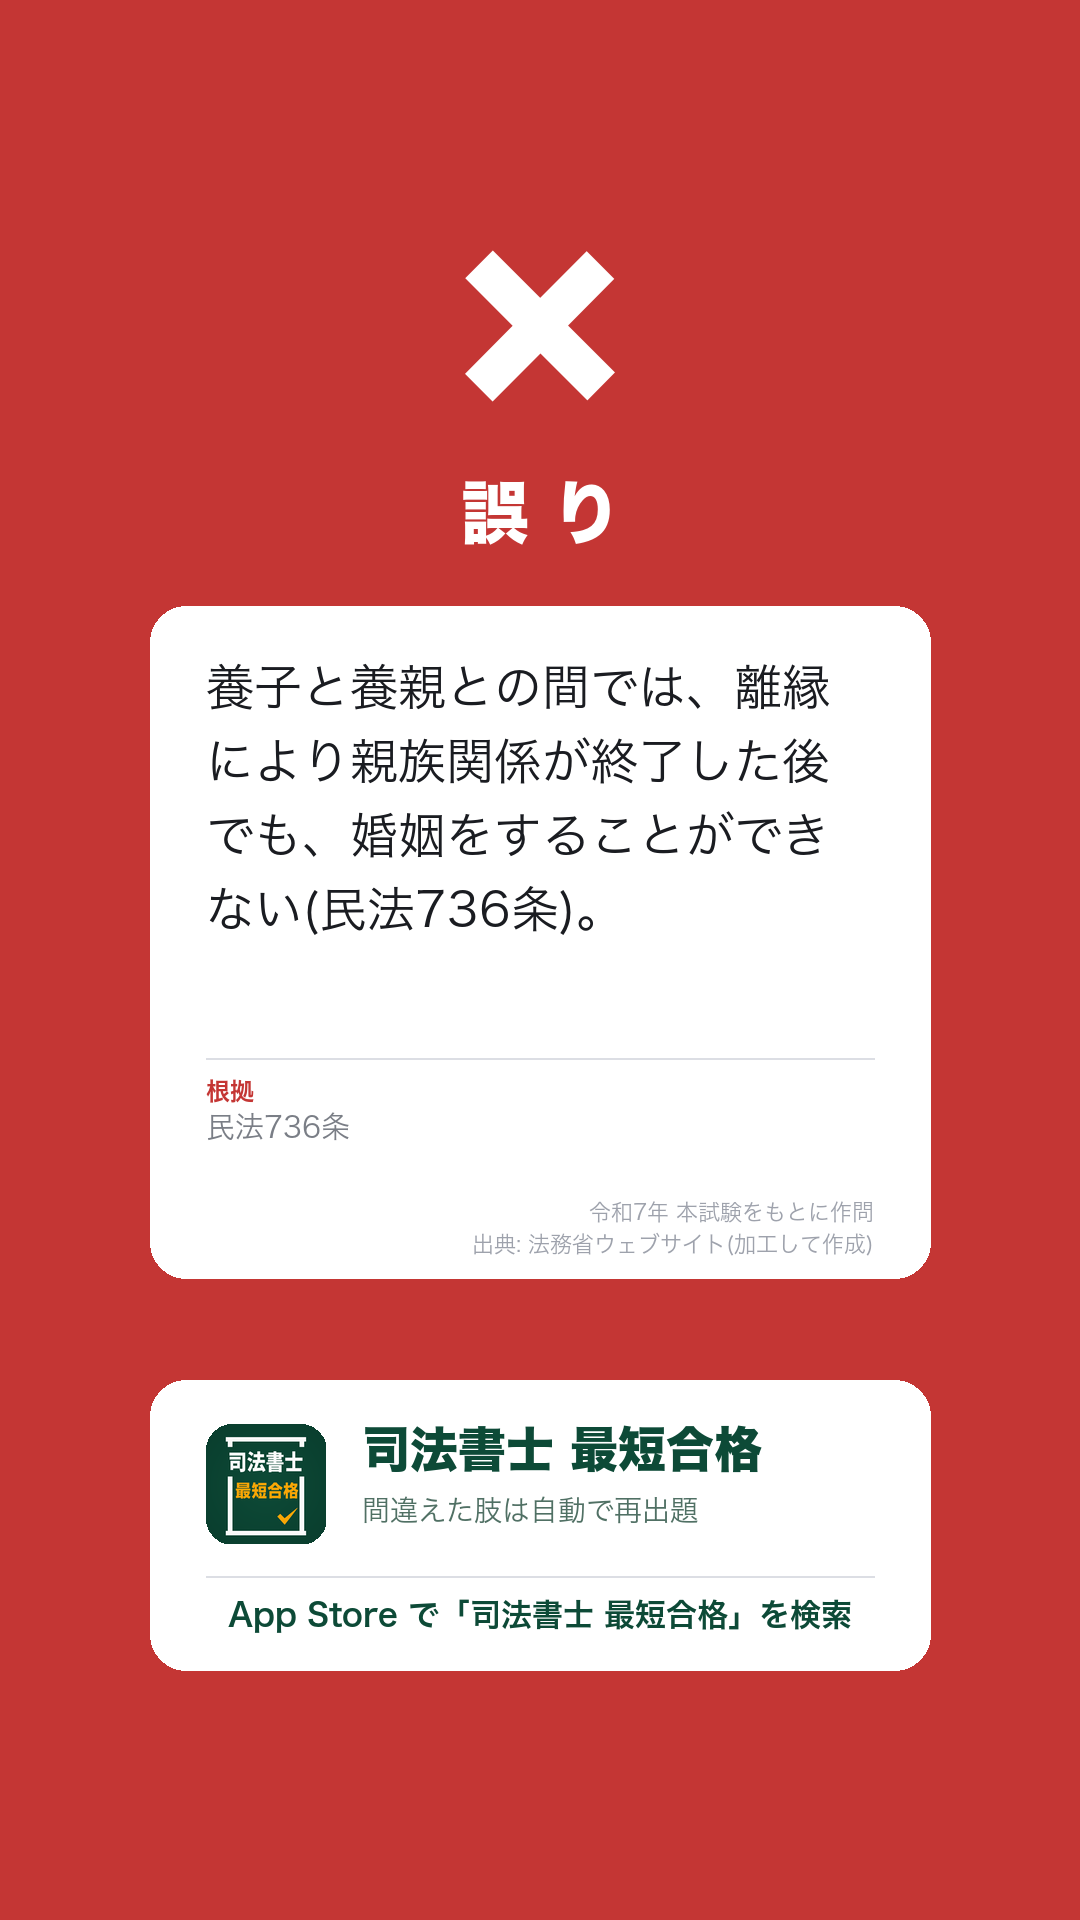 ×
誤り
養子と養親との間では、離縁
により親族関係が終了した後
でも、婚姻をすることができ
ない(民法736条)。
根拠
民法736条
令和7年 本試験をもとに作問
出典: 法務省ウェブサイト(加工して作成)
司法書士
最短合格
司法書士 最短合格
間違えた肢は自動で再出題
App Store で「司法書士 最短合格」を検索